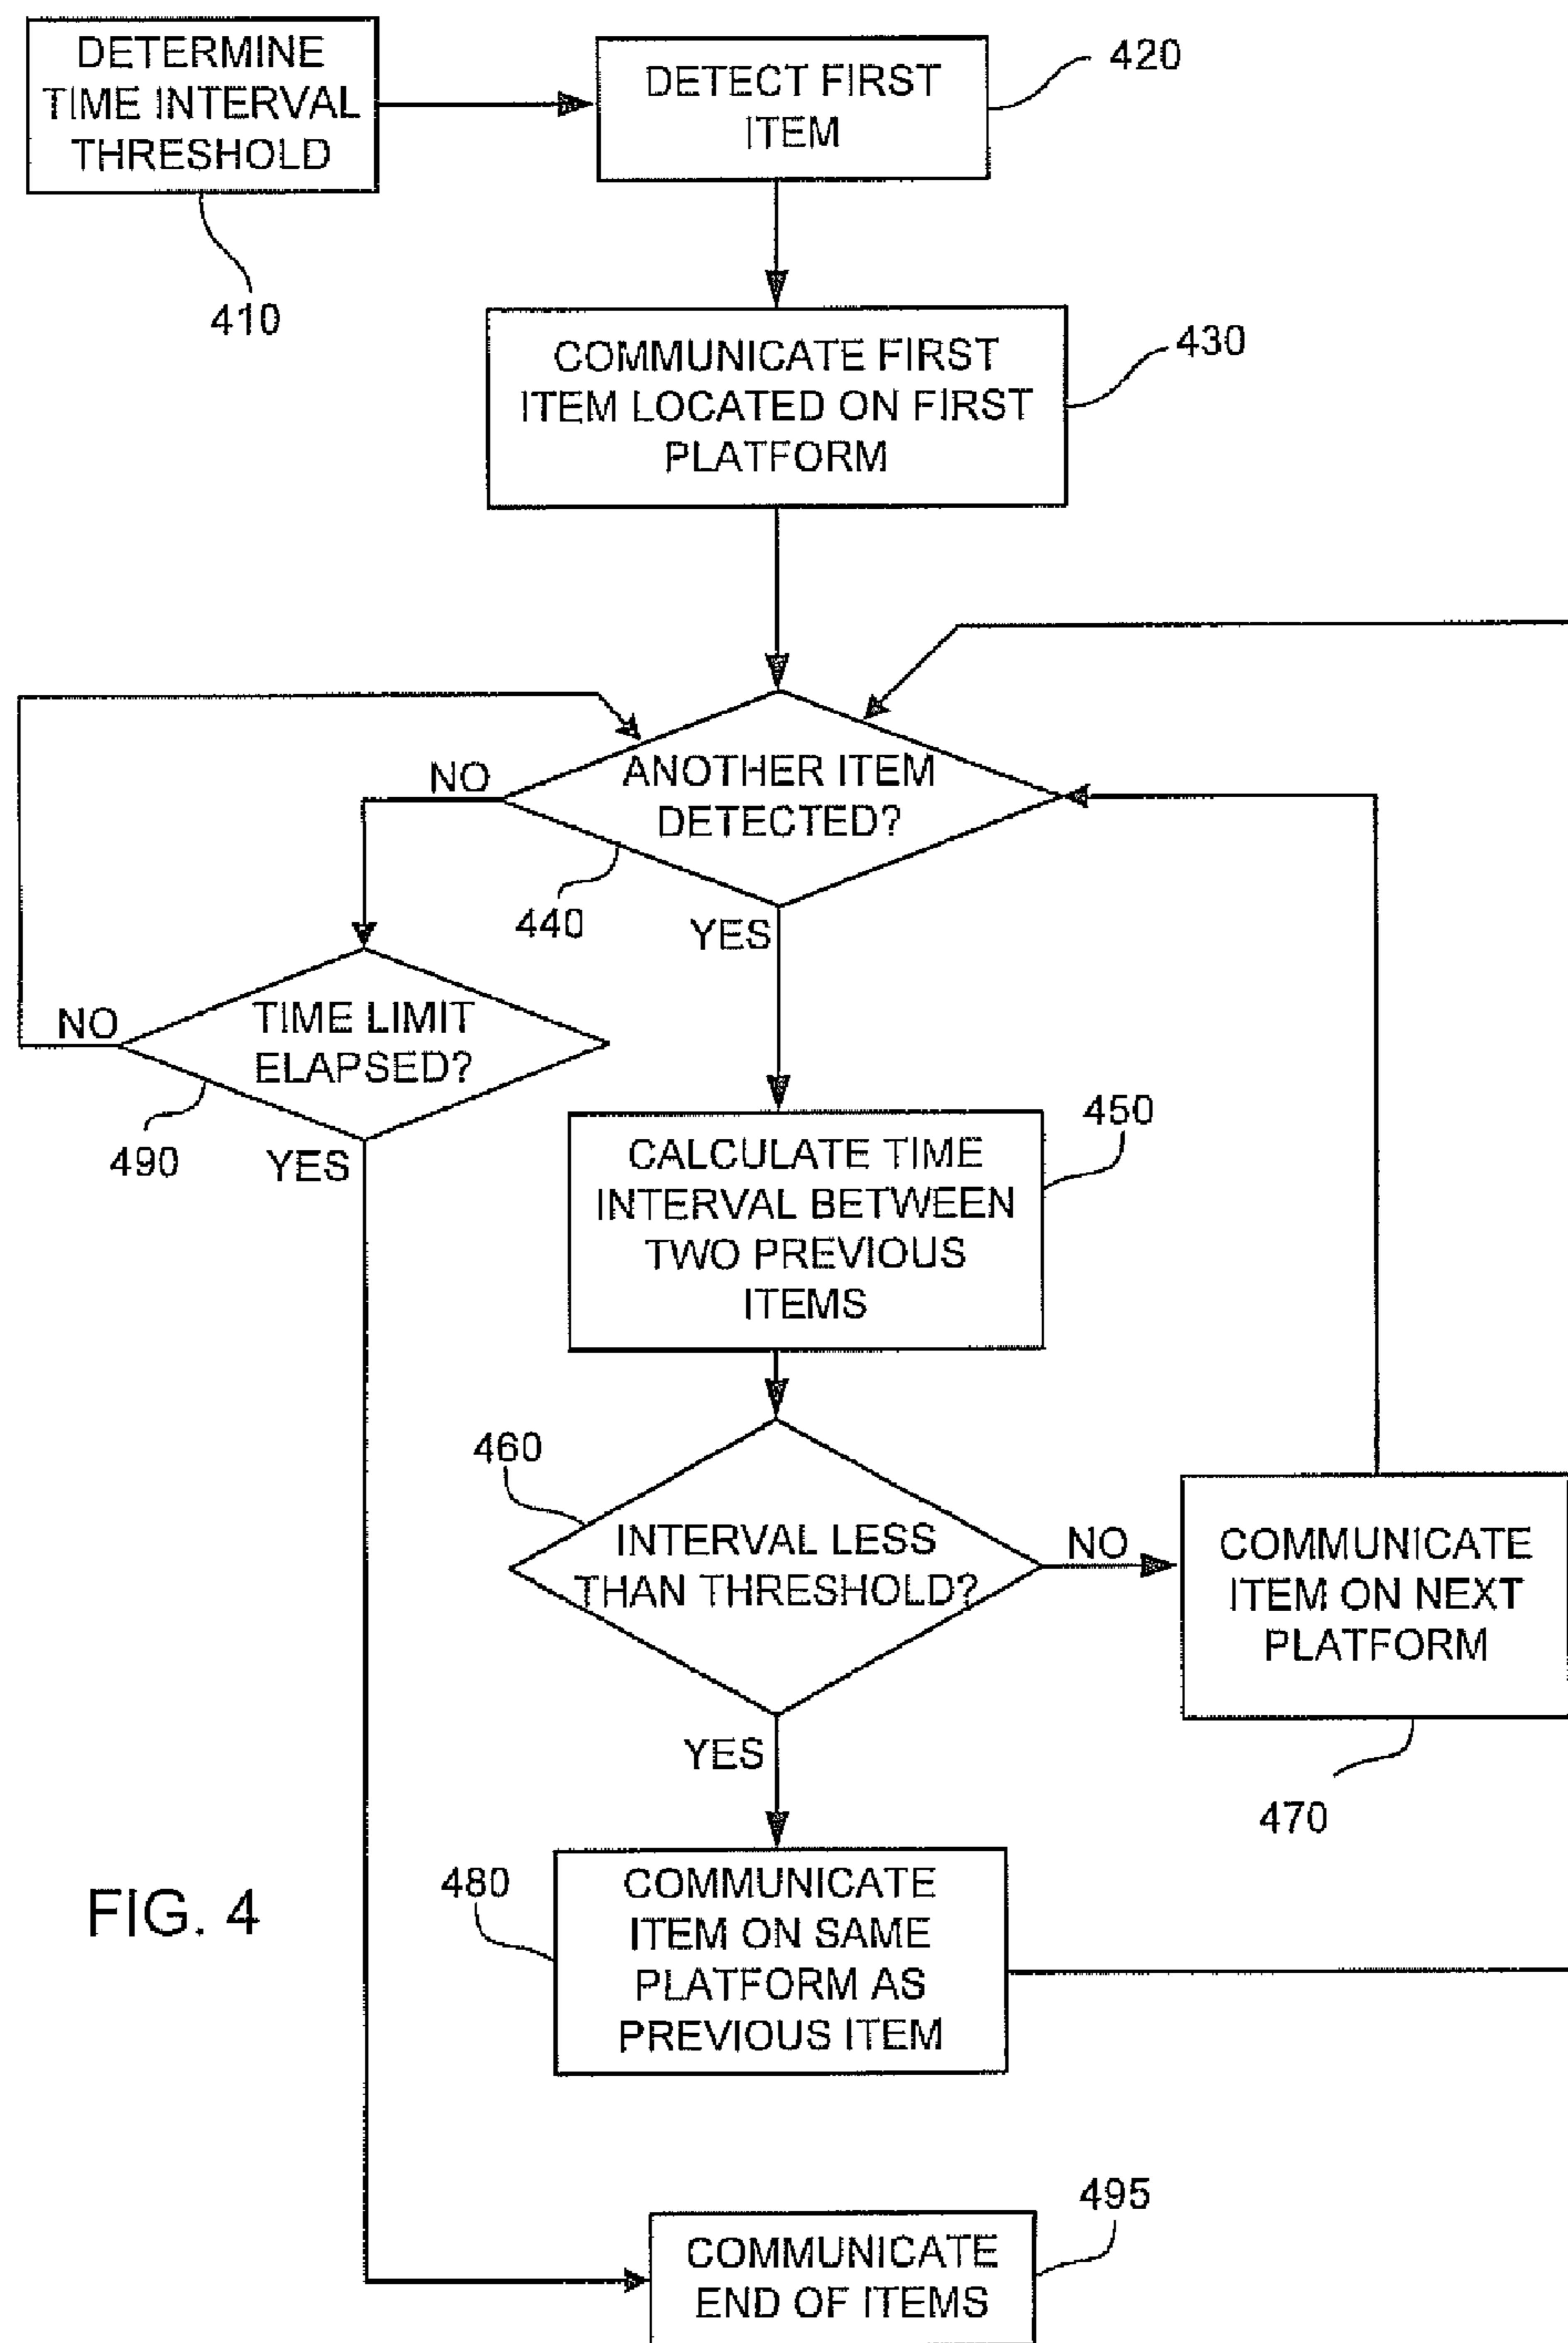 DETERMINE
TIME INTERVAL
THRESHOLD
410
DETECT FIRST
ITEM
420
COMMUNICATE FIRST
ITEM LOCATED ON FIRST
PLATFORM
430
ANOTHER ITEM
DETECTED?
440
NO
YES
TIME LIMIT
ELAPSED?
490
NO
YES
CALCULATE TIME
INTERVAL BETWEEN
TWO PREVIOUS
ITEMS
450
INTERVAL LESS
THAN THRESHOLD?
460
NO
YES
COMMUNICATE
ITEM ON NEXT
PLATFORM
470
COMMUNICATE
ITEM ON SAME
PLATFORM AS
PREVIOUS ITEM
480
COMMUNICATE
END OF ITEMS
495
FIG. 4